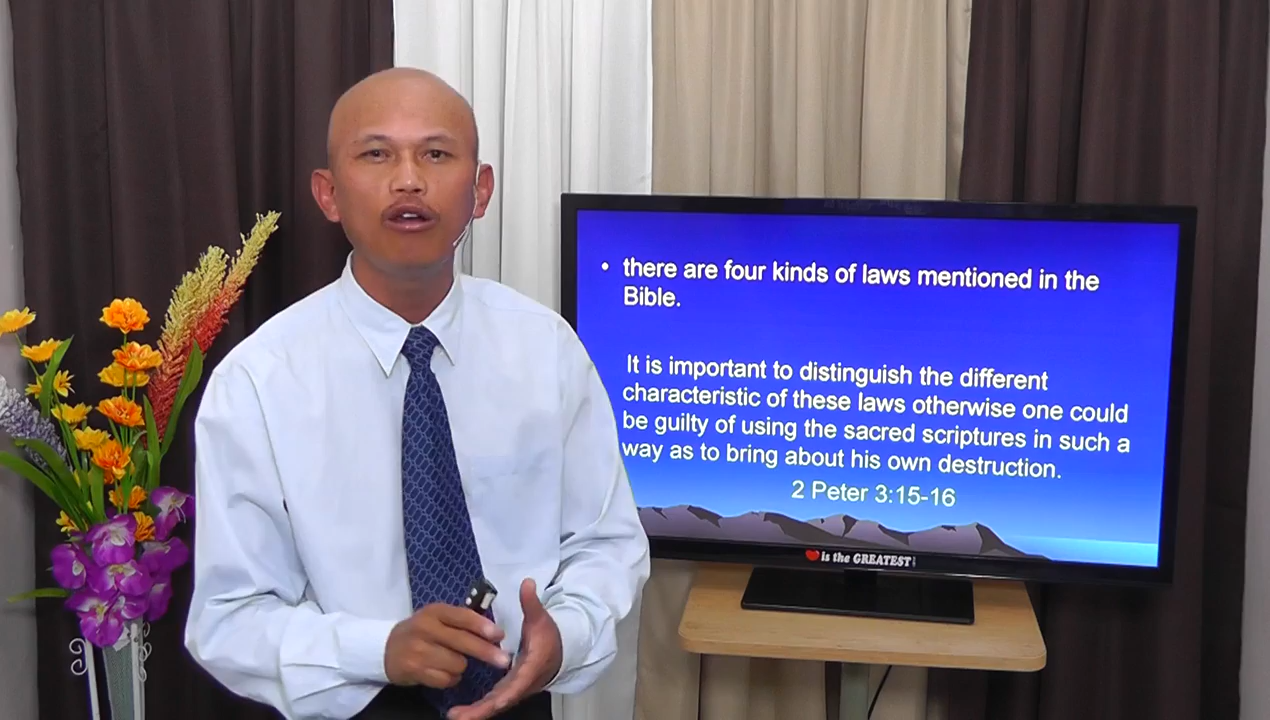 • there are four kinds of laws mentioned in the
Bible.
It is important to distinguish the different
characteristic of these laws otherwise one could
be guilty of using the sacred scriptures in such a
way as to bring about his own destruction.
2 Peter 3:15-16
is the GREATEST!